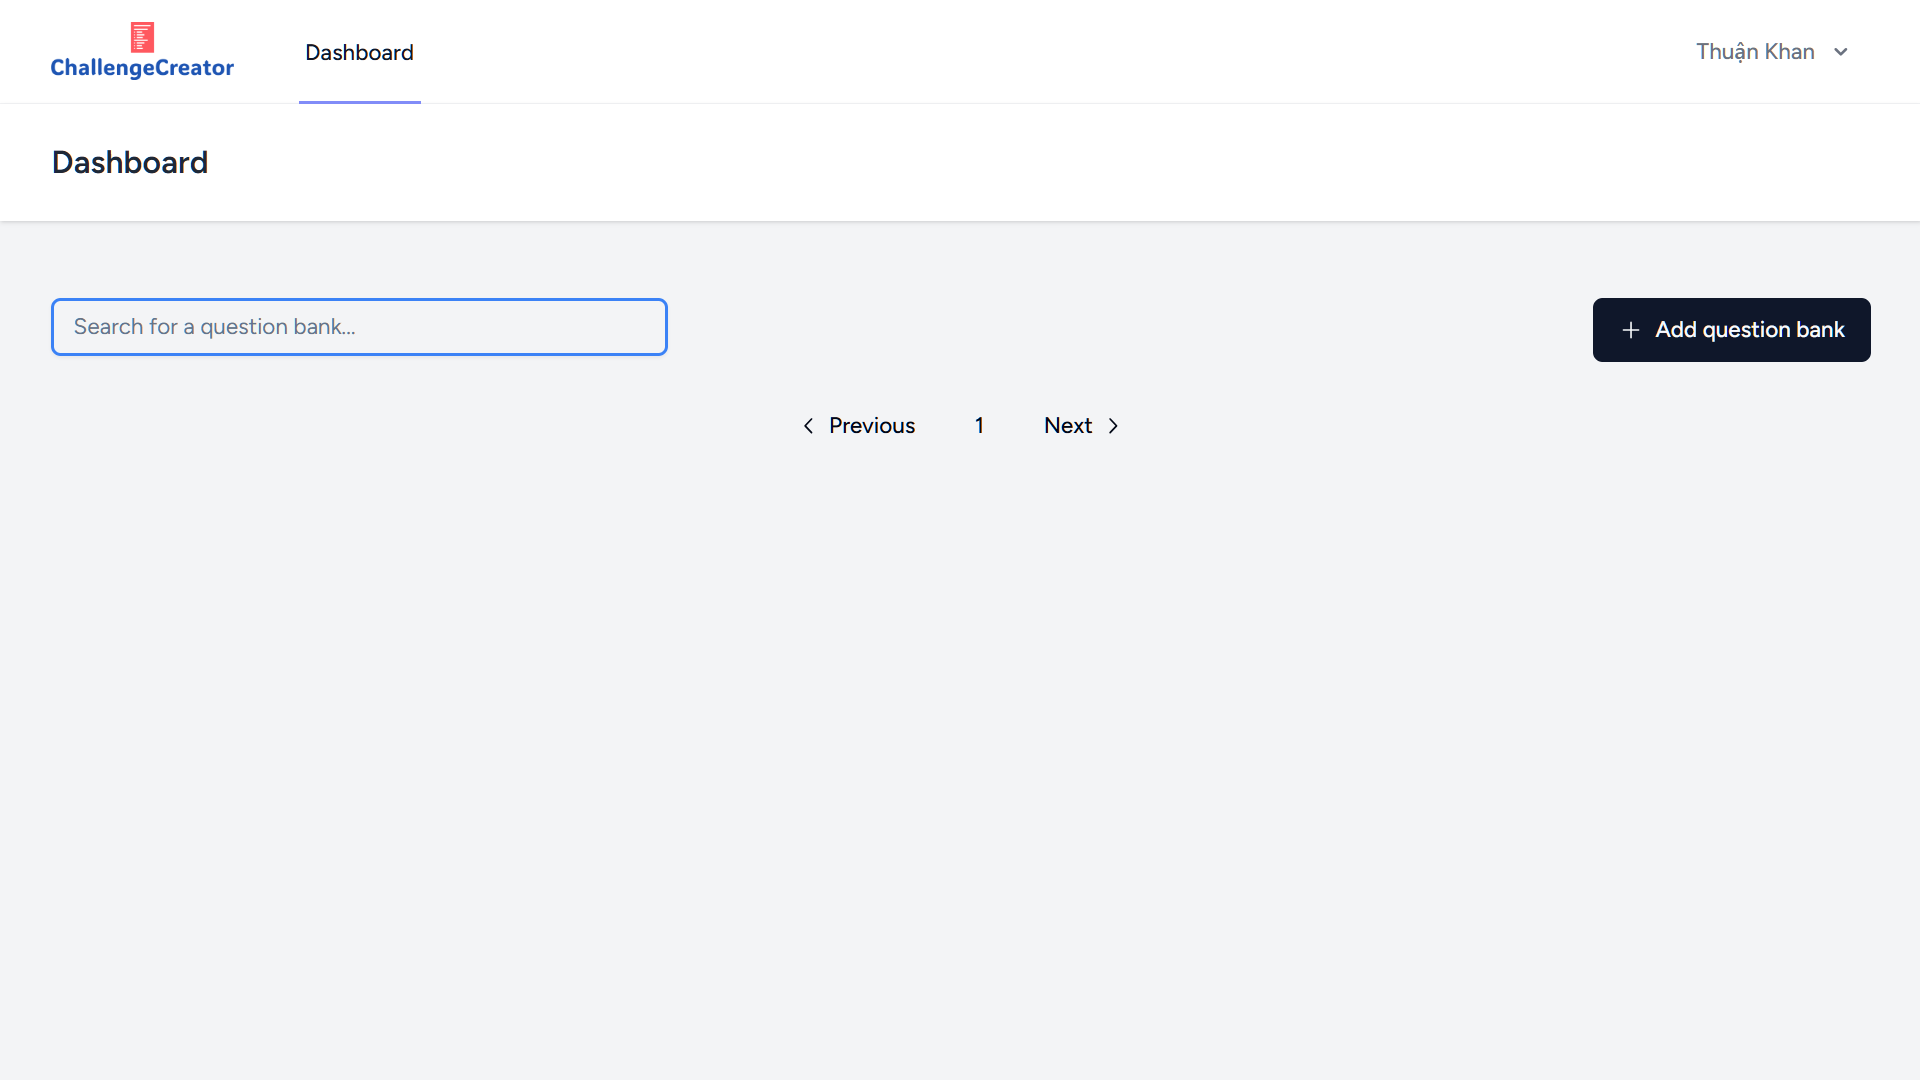 ChallengeCreator
Dashboard
Thuận Khan
Dashboard
Search for a question bank...
Add question bank
Previous
1
Next